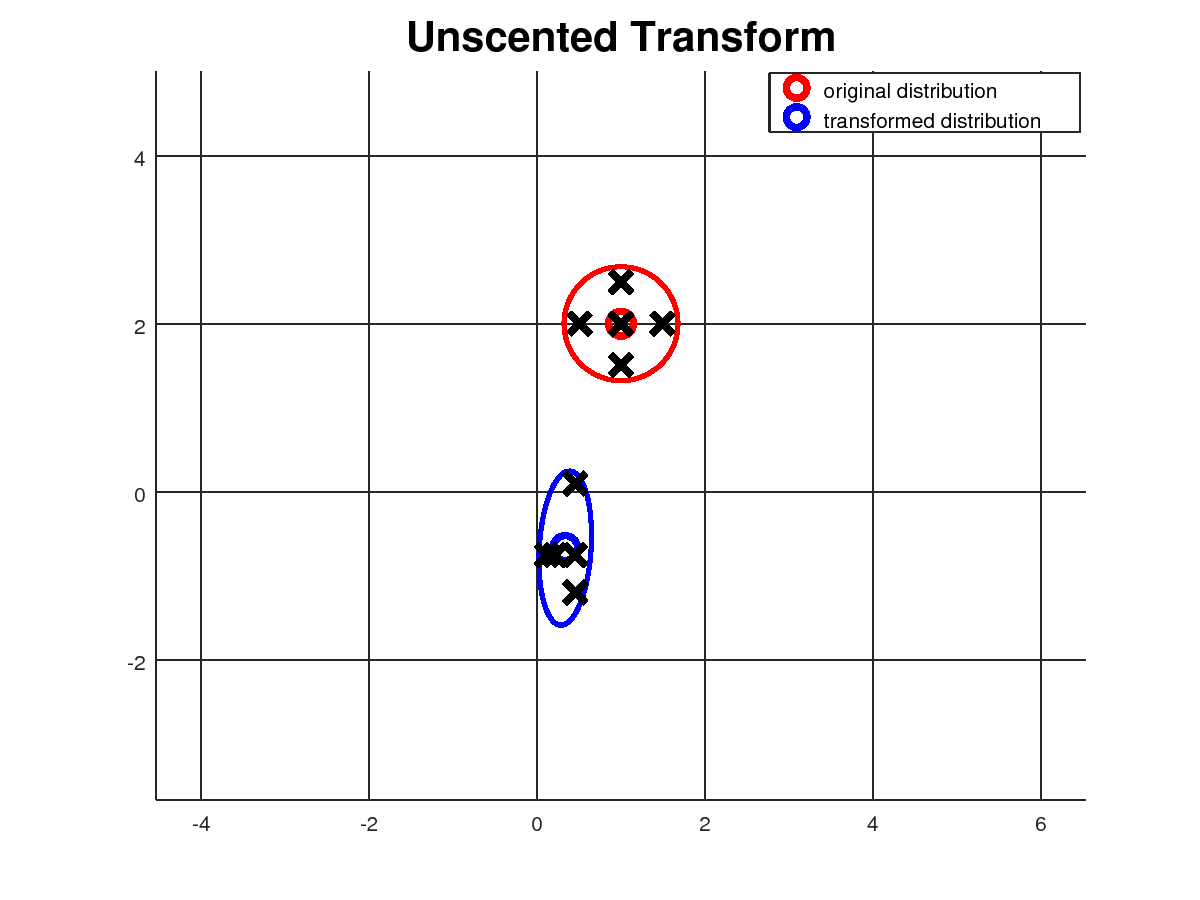 Unscented Transform
original distribution
transformed distribution
4
2
0
-2
-4 -2 0 2 4 6